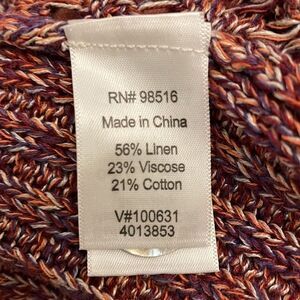 RN# 98516
Made in China
56% Linen
23% Viscose
21% Cotton
V#100631
4013853